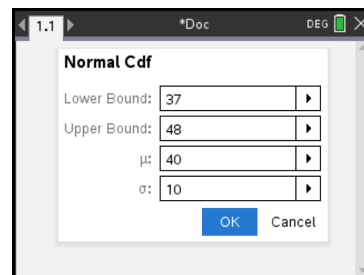 1.1 *Doc DEG
Normal Cdf
Lower Bound: 37
Upper Bound: 48
μ: 40
σ: 10
OK Cancel